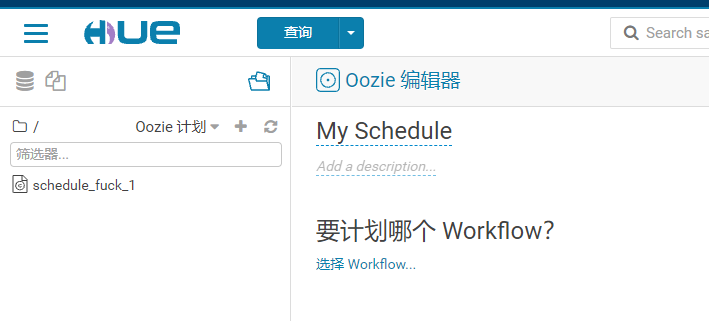 HUE
查询
Search sa
Oozie 编辑器
/
Oozie 计划
筛选器...
schedule_fuck_1
My Schedule
Add a description...
要计划哪个 Workflow?
选择 Workflow...